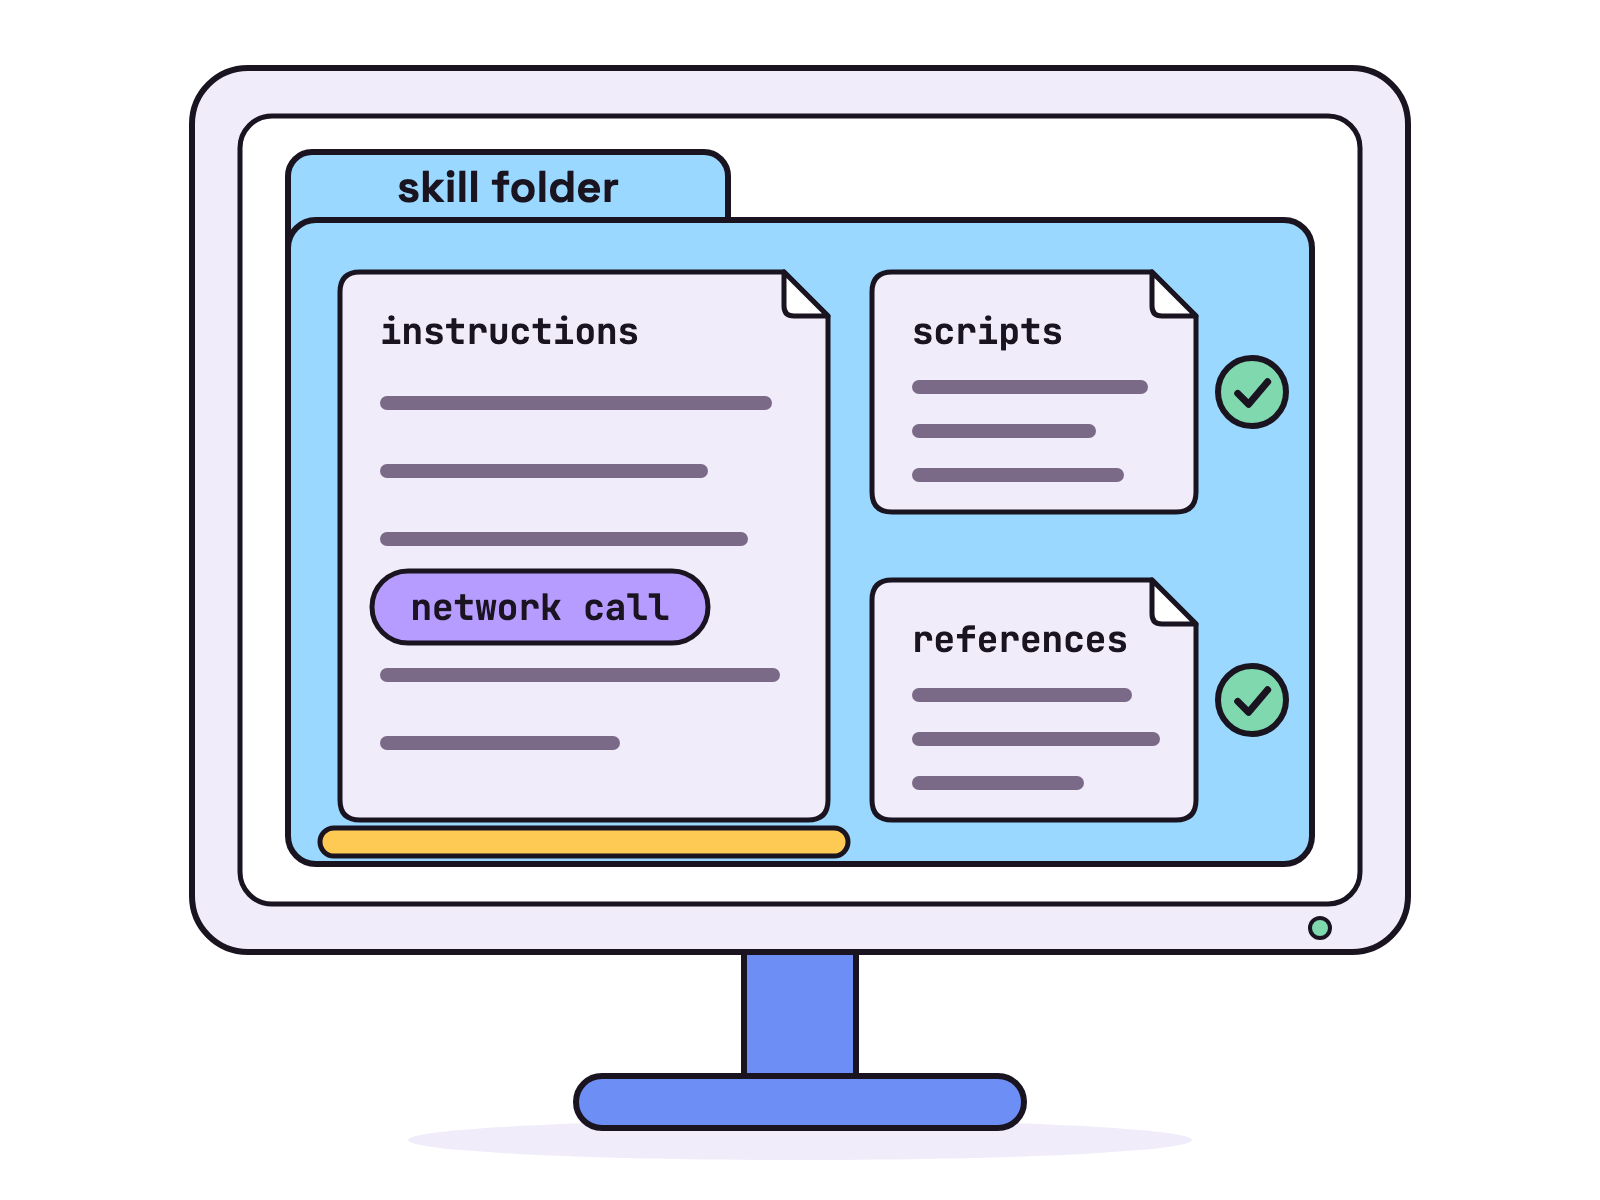 skill folder
instructions
network call
scripts
references